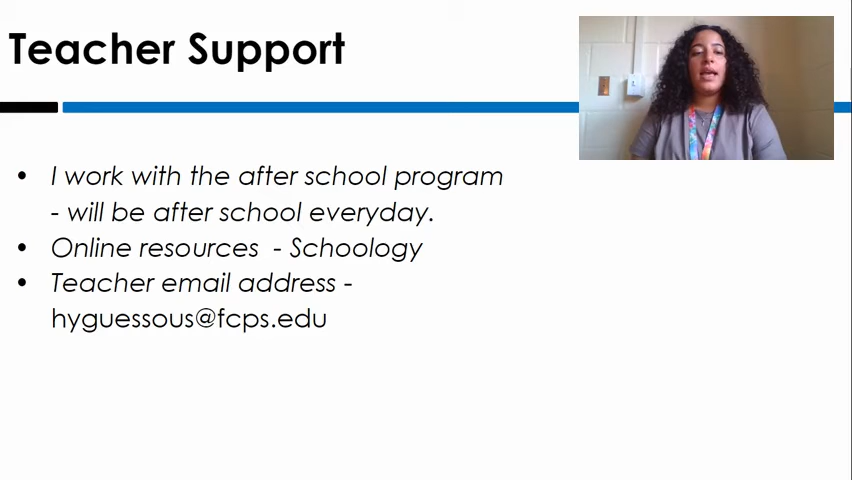 Teacher Support
• I work with the after school program
- will be after school everyday.
• Online resources - Schoology
• Teacher email address -
hyguessous@fcps.edu